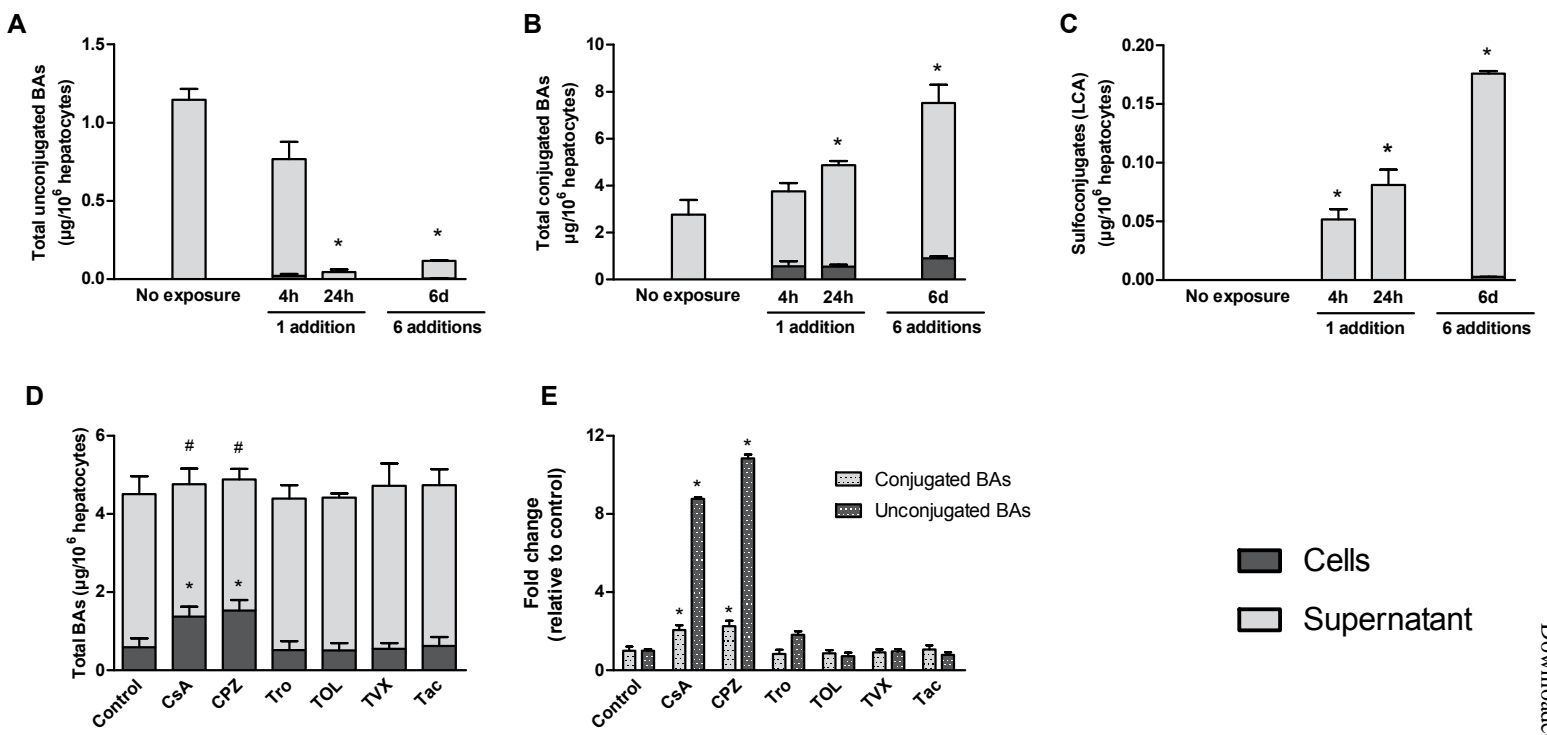 A
Total unconjugated BAs
(µg/10⁶ hepatocytes)
1.5
1.0
0.5
0.0
*
*
No exposure
4h
24h
6d
1 addition
6 additions
B
Total conjugated BAs
µg/10⁶ hepatocytes)
10
8
6
4
2
0
*
*
No exposure
4h
24h
6d
1 addition
6 additions
C
Sulfoconjugates (LCA)
(µg/10⁶ hepatocytes)
0.20
0.15
0.10
0.05
0.00
*
*
*
No exposure
4h
24h
6d
1 addition
6 additions
D
Total BAs (µg/10⁶ hepatocytes)
6
4
2
0
# #
* *
Control CsA CPZ Tro TOL TVX Tac
E
Fold change
(relative to control)
12
8
4
0
* * * *
Control CsA CPZ Tro TOL TVX Tac
Conjugated BAs
Unconjugated BAs
Cells
Supernatant